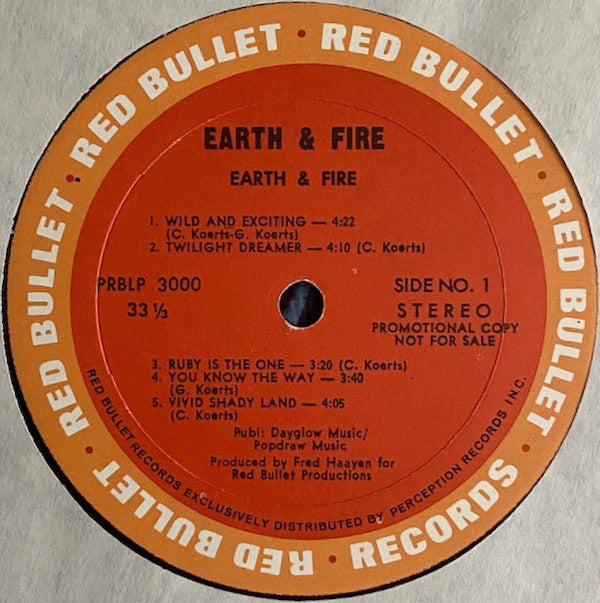 RED BULLET • RED BULLET • RED BULLET • RECORDS • RED BULLET • RED BULLET •
EARTH & FIRE
EARTH & FIRE
1. WILD AND EXCITING — 4:22
(C. Koerts-G. Koerts)
2. TWILIGHT DREAMER — 4:10 (C. Koerts)
PRBLP 3000
SIDE NO. 1
33 ⅓
STEREO
PROMOTIONAL COPY
NOT FOR SALE
3. RUBY IS THE ONE — 3:20 (C. Koerts)
4. YOU KNOW THE WAY — 3:40
(G. Koerts)
5. VIVID SHADY LAND — 4:05
(C. Koerts)
Publ: Dayglow Music/
Popdraw Music
Produced by Fred Haayen for
Red Bullet Productions
RED BULLET RECORDS EXCLUSIVELY DISTRIBUTED BY PERCEPTION RECORDS INC.